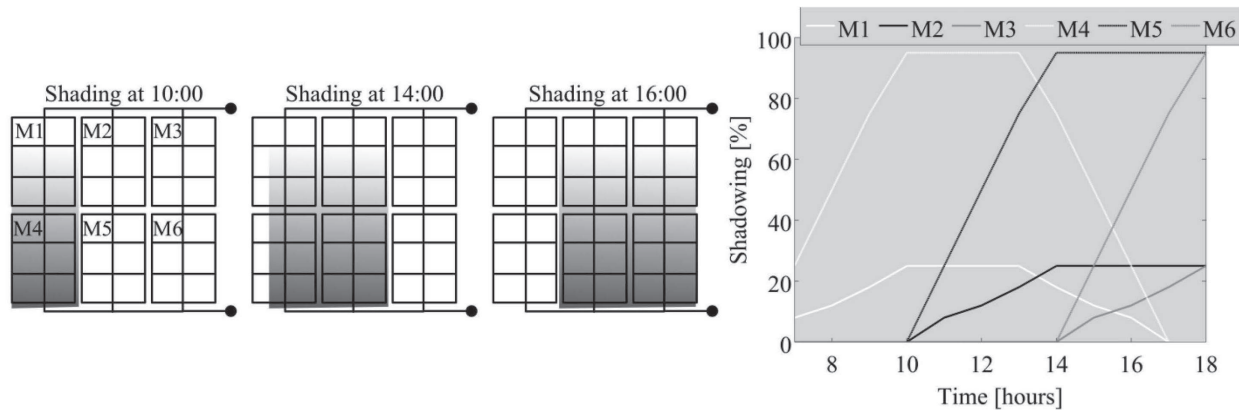 Shading at 10:00
M1 M2 M3
M4 M5 M6
Shading at 14:00
Shading at 16:00
M1 M2 M3 M4 M5 M6
100
80
60
40
20
0
Shadowing [%]
8 10 12 14 16 18
Time [hours]